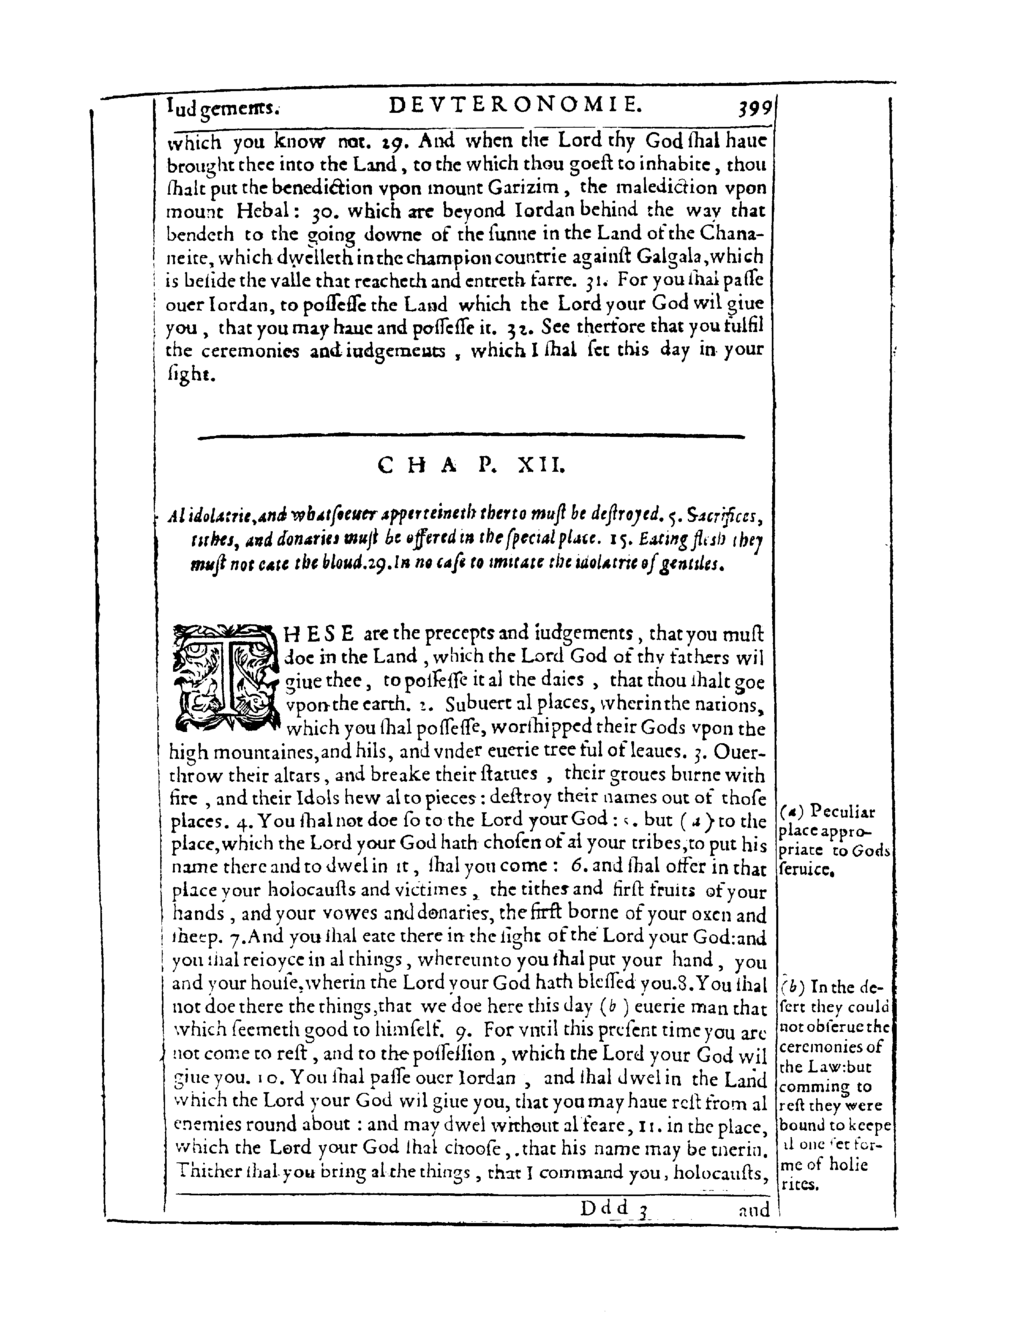 Iudgements. DEVTERONOMIE. 399
which you know not. 29. And when the Lord thy God ſhal haue
brought thee into the Land, to the which thou goeſt to inhabite, thou
ſhalt put the benediction vpon mount Garizim, the malediction vpon
mount Hebal: 30. which are beyond Iordan behind the way that
bendeth to the going downe of the ſunne in the Land of the Chana-
neite, which dwelleth in the champion countrie againſt Galgala, which
is beſide the valle that reacheth and entreth farre. 31. For you ſhal paſſe
ouer Iordan, to poſſeſſe the Land which the Lord your God wil giue
you, that you may haue and poſſeſſe it. 32. See therfore that you fulfil
the ceremonies and iudgements, which I ſhal ſet this day in your
ſight.
CHAP. XII.
Al idolatrie, and whatſoeuer apperteineth therto muſt be deſtroyed. 5. Sacrifices,
tithes, and donaries muſt be offered in the ſpecial place. 15. Eating fleſh they
muſt not eate the bloud. 29. In no caſe to imitate the idolatrie of gentiles.
THESE are the precepts and iudgements, that you muſt
doe in the Land, which the Lord God of thy fathers wil
giue thee, to poſſeſſe it al the daies, that thou ſhalt goe
vpon the earth. 2. Subuert al places, wherin the nations,
which you ſhal poſſeſſe, worſhipped their Gods vpon the
high mountaines, and hils, and vnder euerie tree ful of leaues. 3. Ouer-
throw their altars, and breake their ſtatues, their groues burne with
fire, and their Idols hew al to pieces: deſtroy their names out of thoſe
places. 4. You ſhal not doe ſo to the Lord your God: 5. but (a) to the
place, which the Lord your God hath choſen of al your tribes, to put his
name there and to dwel in it, ſhal you come: 6. and ſhal offer in that
place your holocauſts and victimes, the tithes and firſt fruits of your
hands, and your vowes and donaries, the firſt borne of your oxen and
ſheep. 7. And you ſhal eate there in the ſight of the Lord your God: and
you ſhal reioyce in al things, whereunto you ſhal put your hand, you
and your houſe, wherin the Lord your God hath bleſſed you. 8. You ſhal
not doe there the things, that we doe here this day (b) euerie man that
which ſeemeth good to himſelf. 9. For vntil this preſent time you are
not come to reſt, and to the poſſeſſion, which the Lord your God wil
giue you. 10. You ſhal paſſe ouer Iordan, and ſhal dwel in the Land
which the Lord your God wil giue you, that you may haue reſt from al
enemies round about: and may dwel without al feare, 11. in the place,
which the Lord your God ſhal chooſe, that his name may be therin.
Thither ſhal you bring al the things, that I command you, holocauſts,
Ddd 3 and
(a) Peculiar
place appro-
priate to Gods
ſeruice.
(b) In the de-
ſert they could
not obſerue the
ceremonies of
the Law: but
comming to
reſt they were
bound to keepe
al one ſet for-
me of holie
rites.